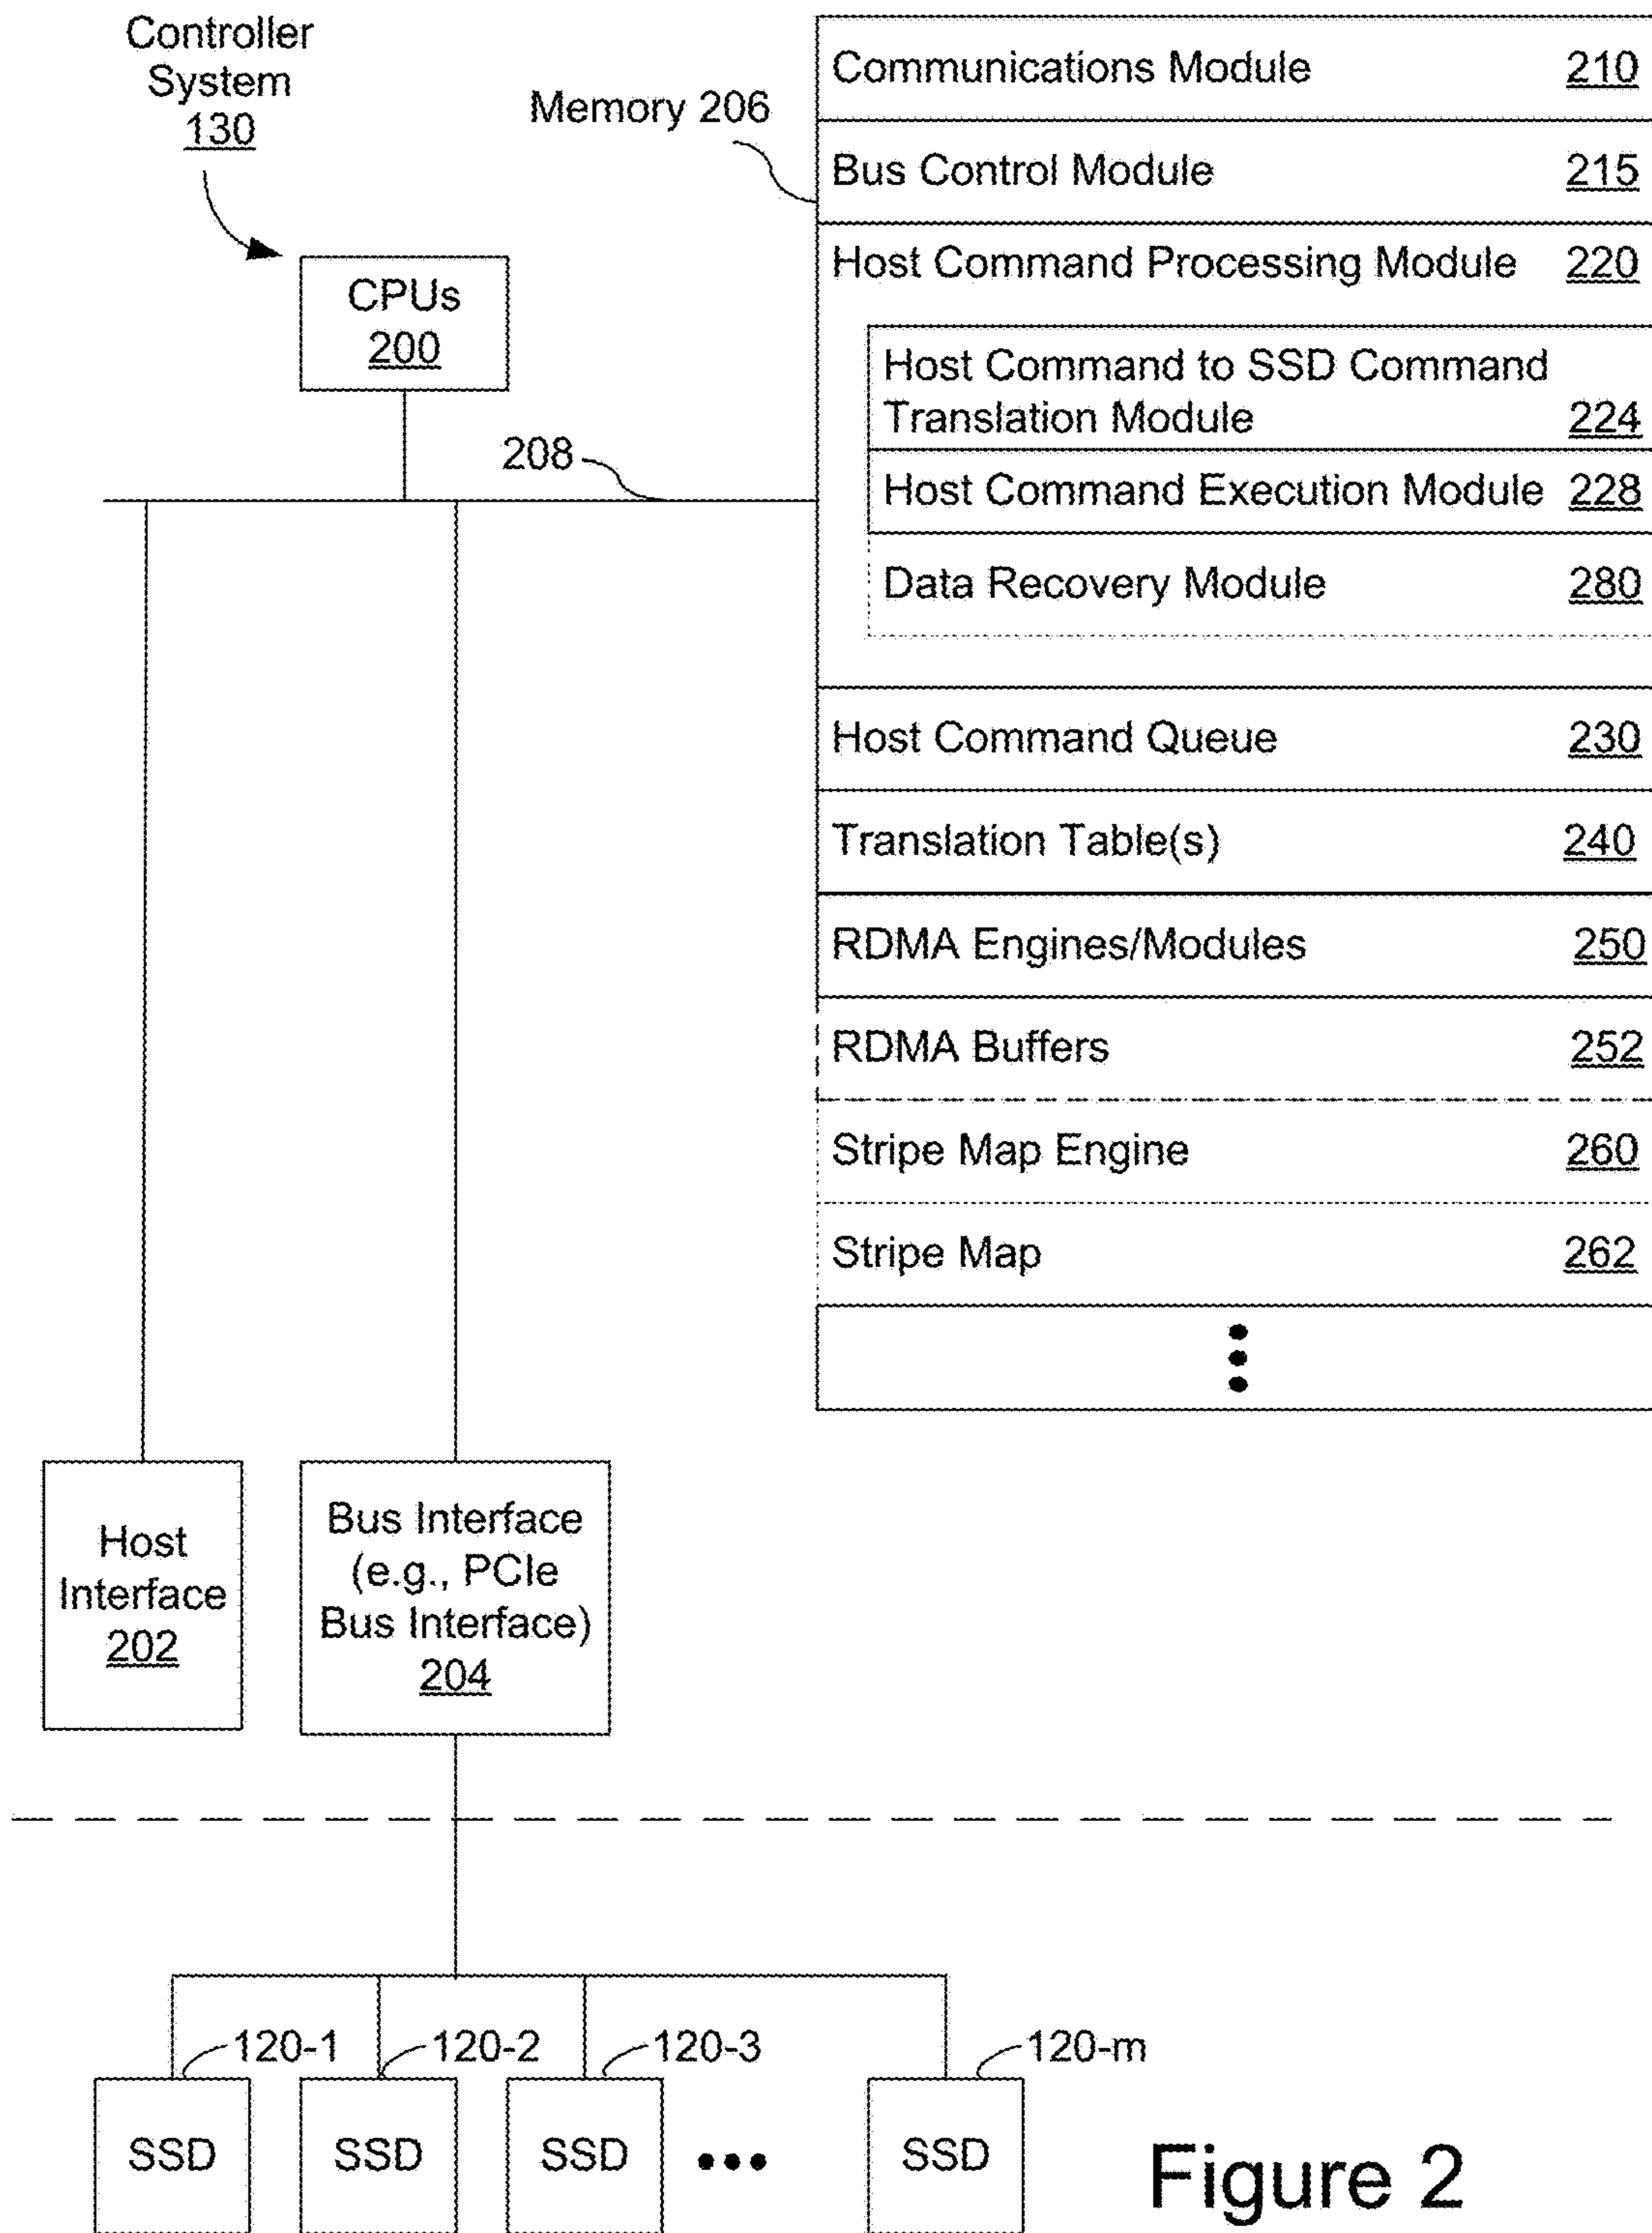 Controller
System
130
Memory 206
Communications Module 210
Bus Control Module 215
Host Command Processing Module 220
Host Command to SSD Command
Translation Module 224
Host Command Execution Module 228
Data Recovery Module 280
Host Command Queue 230
Translation Table(s) 240
RDMA Engines/Modules 250
RDMA Buffers 252
Stripe Map Engine 260
Stripe Map 262
CPUs
200
208
Host
Interface
202
Bus Interface
(e.g., PCIe
Bus Interface)
204
120-1
120-2
120-3
120-m
SSD
SSD
SSD
SSD
Figure 2